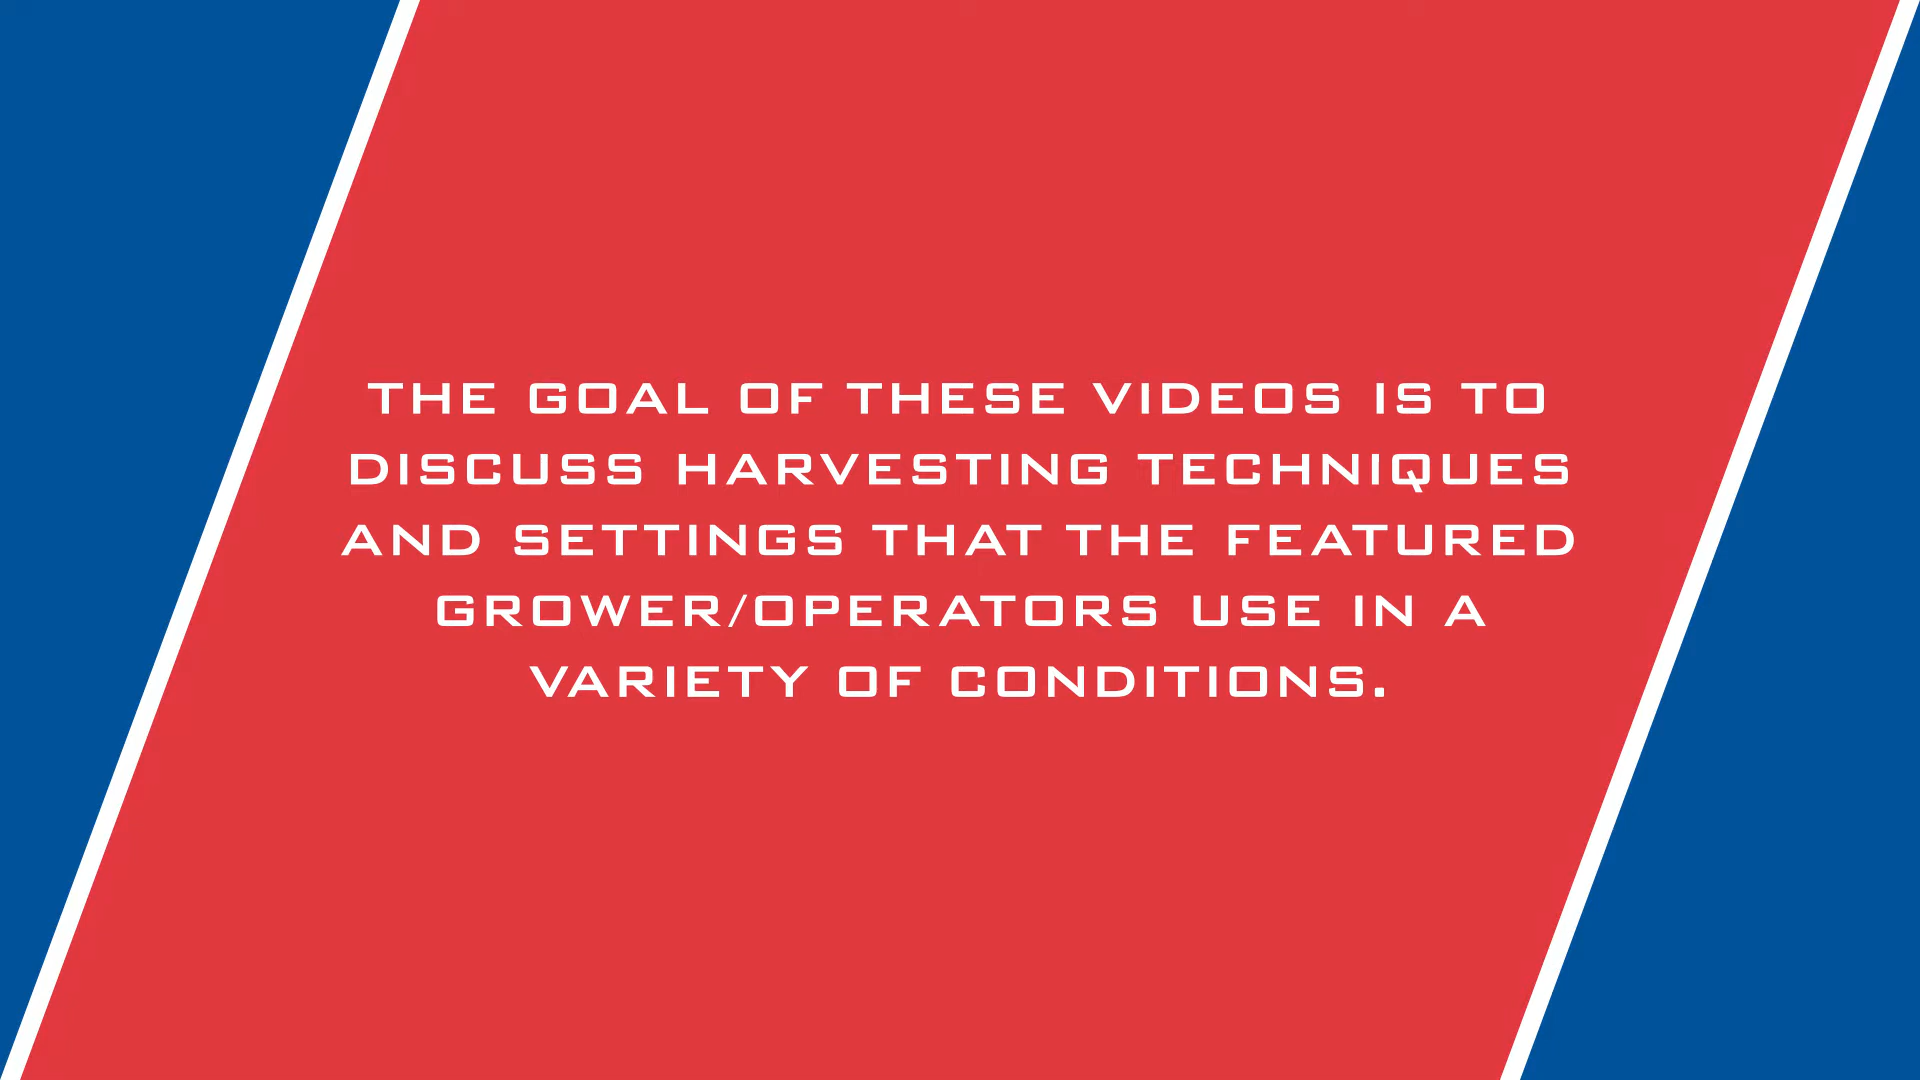 THE GOAL OF THESE VIDEOS IS TO
DISCUSS HARVESTING TECHNIQUES
AND SETTINGS THAT THE FEATURED
GROWER/OPERATORS USE IN A
VARIETY OF CONDITIONS.